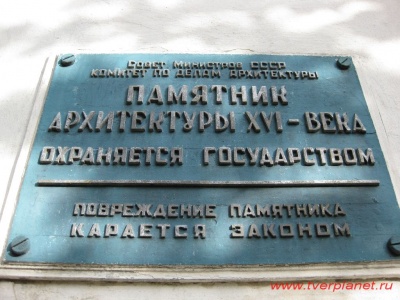 Совет Министров СССР
Комитет по делам архитектуры
ПАМЯТНИК
АРХИТЕКТУРЫ XVI – ВЕКА
ОХРАНЯЕТСЯ ГОСУДАРСТВОМ
ПОВРЕЖДЕНИЕ ПАМЯТНИКА
КАРАЕТСЯ ЗАКОНОМ
www.tverplanet.ru